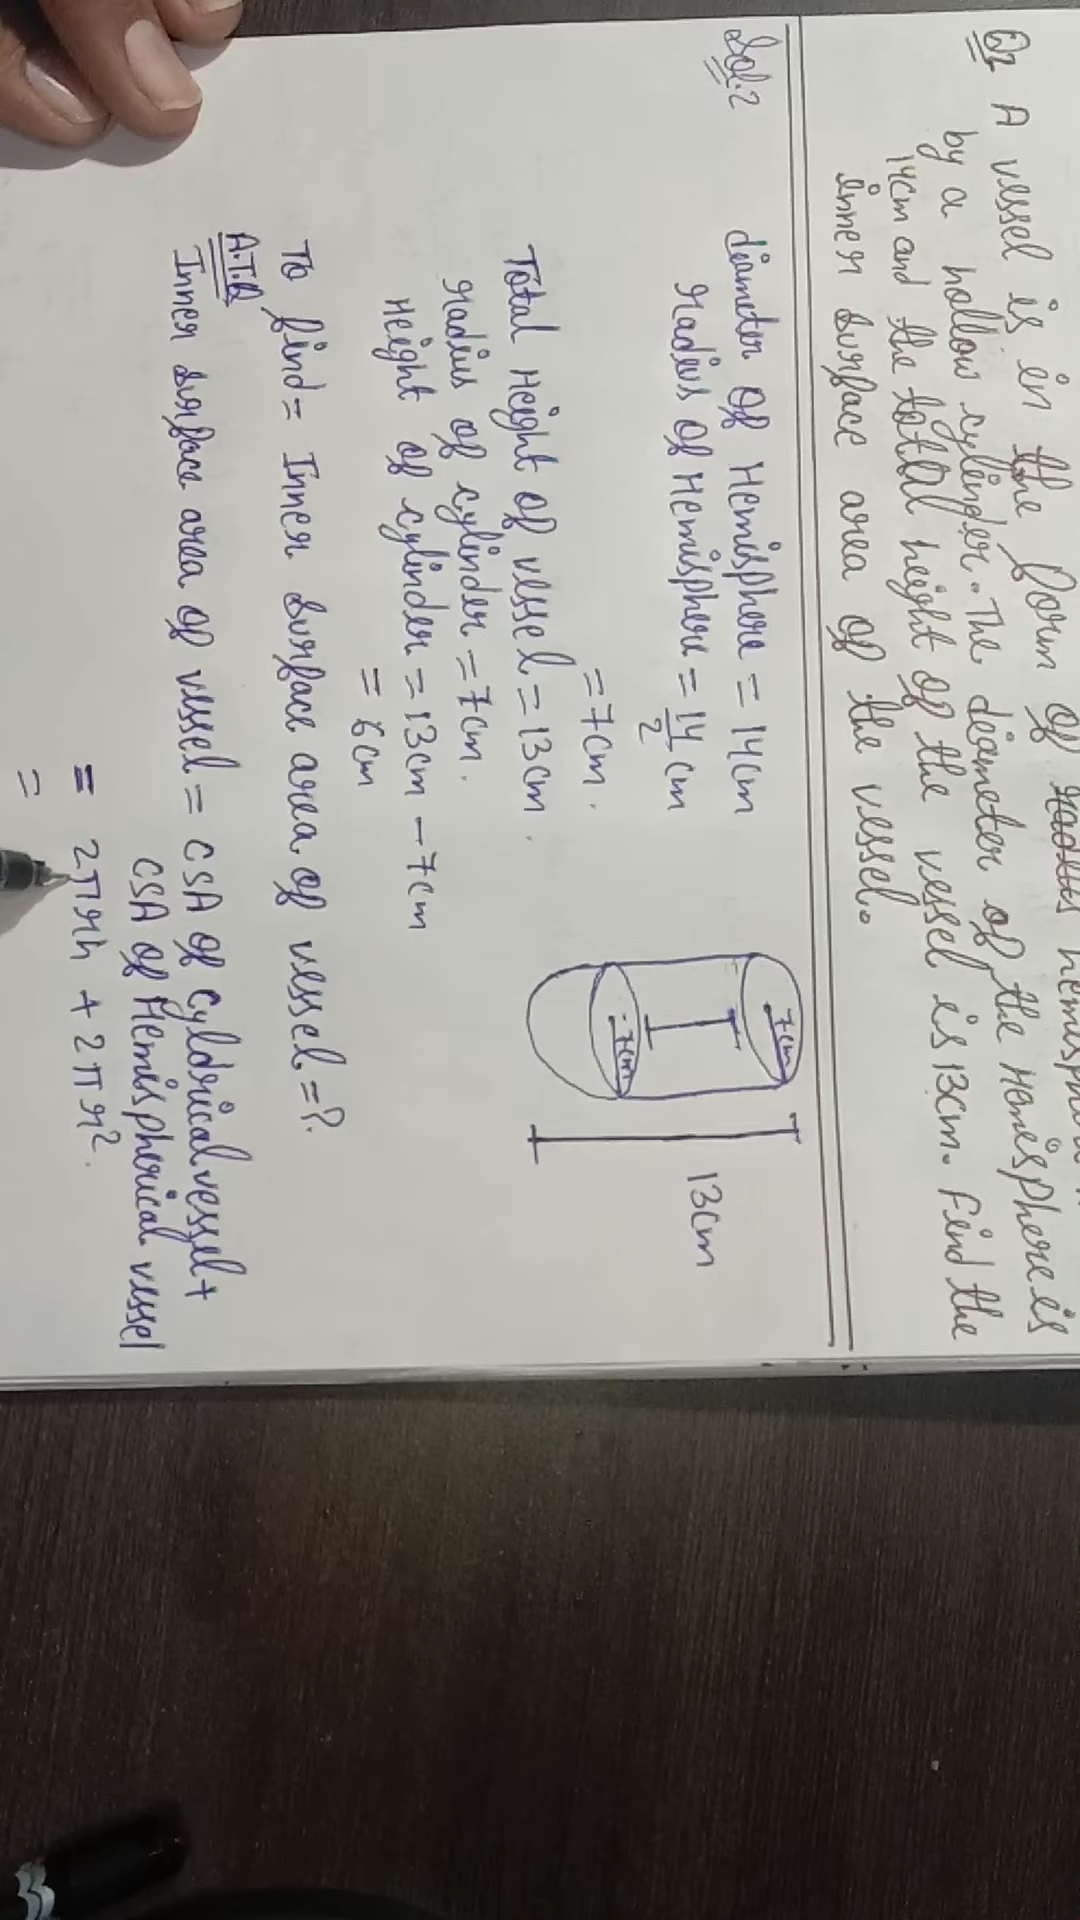 Q2 A vessel is in the form of hemisph
by a hollow cylinder. The diameter of the Hemisphere is
14cm and the total height of the vessel is 13cm. Find the
inner surface area of the vessel.
Sol:2
diameter of Hemisphere = 14cm
radius of Hemisphere = 14/2 cm
= 7cm.
Total Height of vessel = 13cm.
radius of cylinder = 7cm.
Height of cylinder = 13cm - 7cm
= 6cm
7cm
7cm
13cm
To find = Inner surface area of vessel = ?.
A.T.Q
Inner surface area of vessel = CSA of Cyldrical vessel +
CSA of Hemispherical vessel
= 2πrh + 2πr².
=